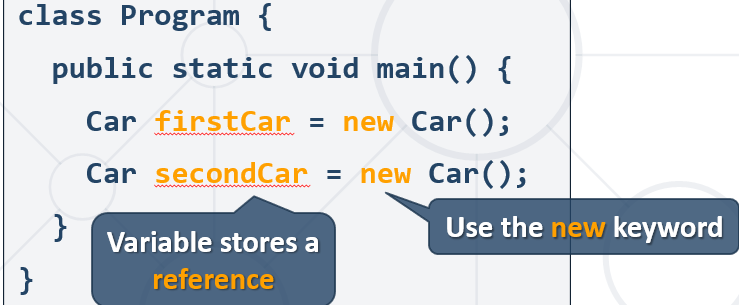 class Program {
public static void main() {
Car firstCar = new Car();
Car secondCar = new Car();
}
Variable stores a
reference
Use the new keyword
}